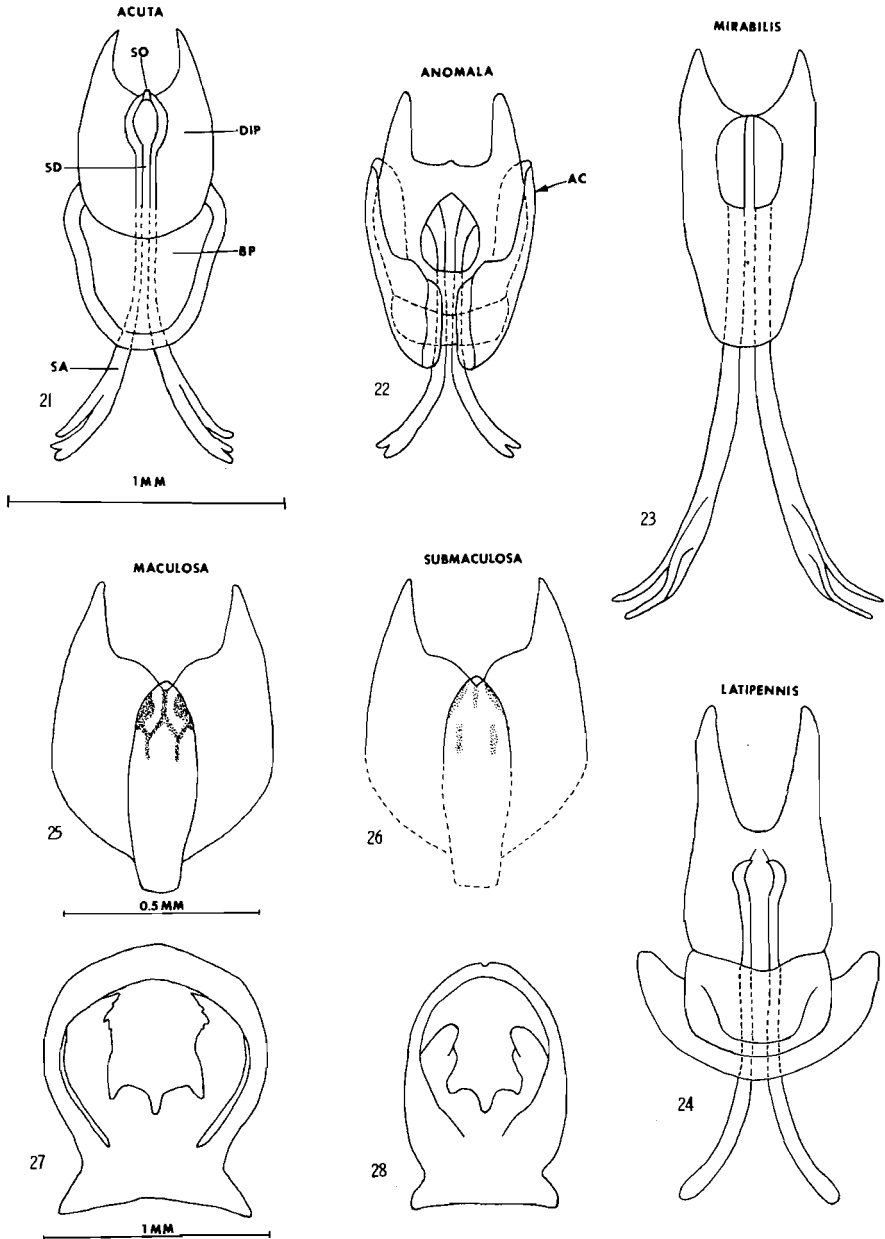 ACUTA
SO
DIP
SD
BP
SA
21
1 MM
ANOMALA
AC
22
MIRABILIS
23
MACULOSA
25
0.5 MM
SUBMACULOSA
26
LATIPENNIS
24
27
1 MM
28